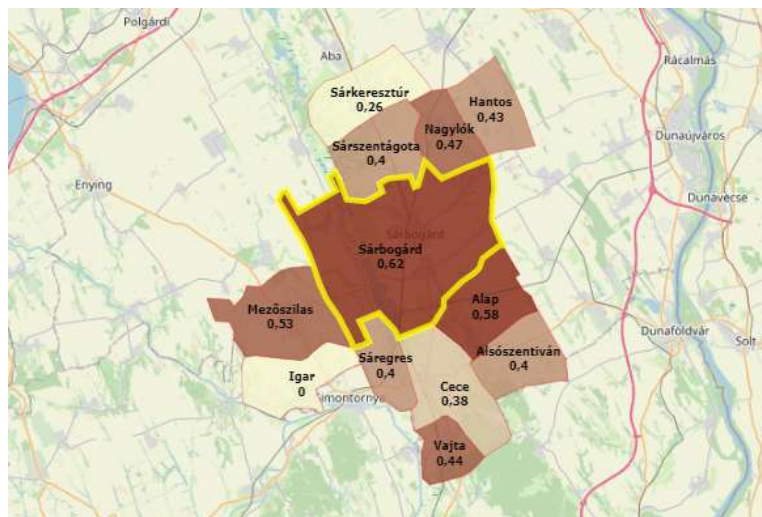 Polgárdi
Aba
Rácalmás
Sárkeresztúr
0,26
Hantos
0,43
Nagylók
0,47
Dunaújváros
Sárszentágota
0,4
Enying
Dunavecse
Sárbogárd
Sárbogárd
0,62
Alap
0,58
Mezőszilas
0,53
Dunaföldvár
Solt
Alsószentiván
0,4
Sáregres
0,4
Igar
0
Cece
0,38
Simontornya
Vajta
0,44